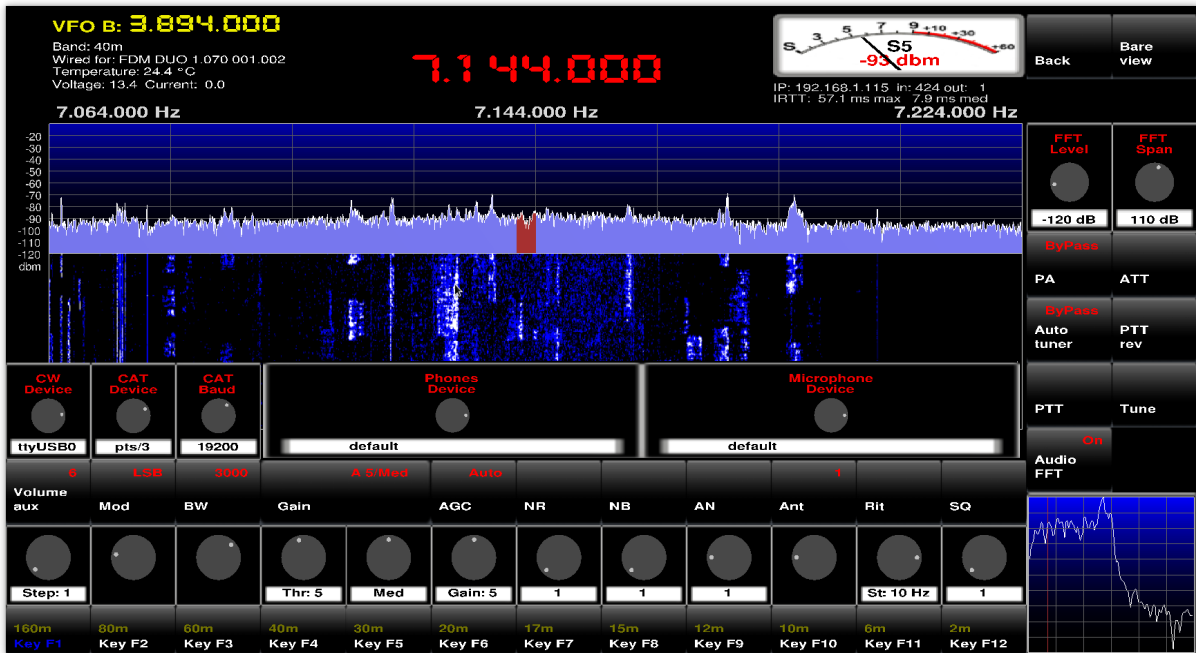 VFO B: 3.894.000
Band: 40m
Wired for: FDM DUO 1.070 001.002
Temperature: 24.4 °C
Voltage: 13.4 Current: 0.0
7.144.000
S 3 5 7 9 +10 +30 +60
S5
-93 dbm
IP: 192.168.1.115 in: 424 out: 1
IRTT: 57.1 ms max 7.9 ms med
Back
Bare view
7.064.000 Hz 7.144.000 Hz 7.224.000 Hz
-20
-30
-40
-50
-60
-70
-80
-90
-100
-110
-120
dbm
FFT Level
-120 dB
FFT Span
110 dB
ByPass
PA
ATT
ByPass
Auto tuner
PTT rev
PTT
Tune
On
Audio FFT
CW Device
ttyUSB0
CAT Device
pts/3
CAT Baud
19200
Phones Device
default
Microphone Device
default
6 LSB 3000 A 5/Med Auto 1
Volume aux Mod BW Gain AGC NR NB AN Ant Rit SQ
Step: 1 Thr: 5 Med Gain: 5 1 1 1 St: 10 Hz 1
160m 80m 60m 40m 30m 20m 17m 15m 12m 10m 6m 2m
Key F1 Key F2 Key F3 Key F4 Key F5 Key F6 Key F7 Key F8 Key F9 Key F10 Key F11 Key F12